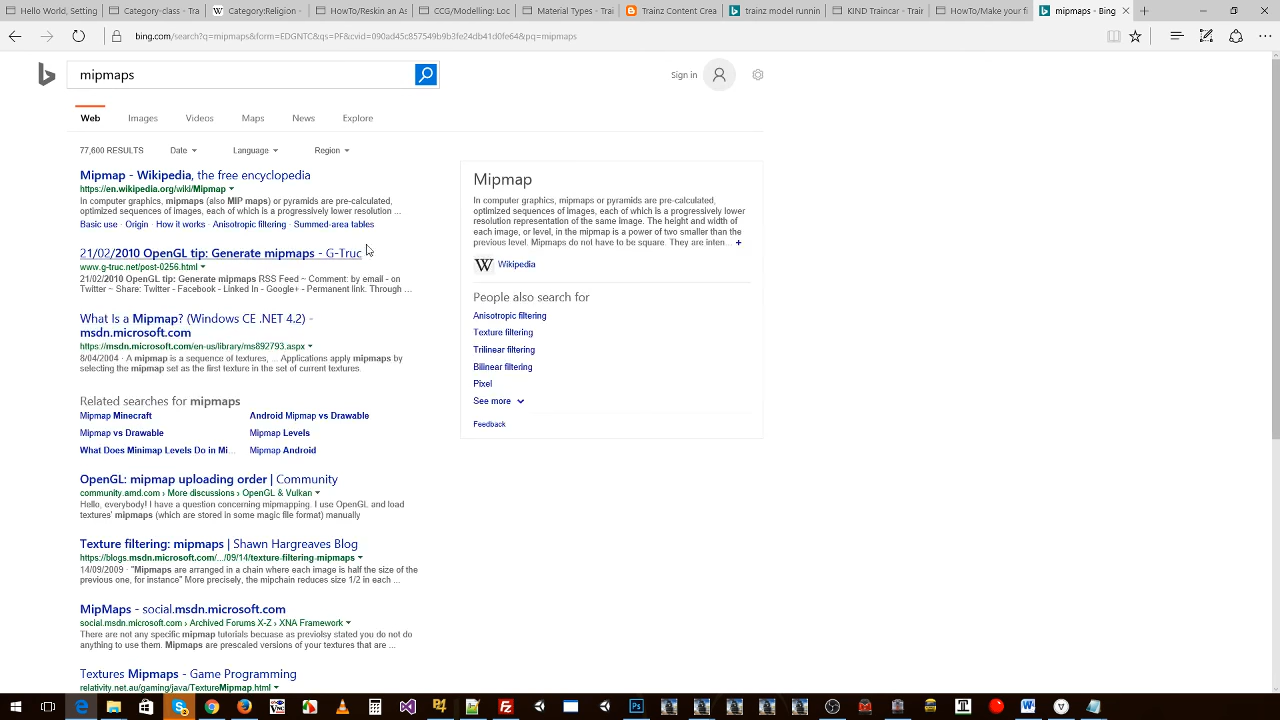 HowTo/World Const
Category-class - Tra
Category:Religion -
HowTo/Reskin an As
CCG/Modeling: Loc
Material Types - Trai
Trainz Content Crea
trainz model runnin
KIND Traincar - Train
HowTo/Make your f
mipmaps - Bing
bing.com/search?q=mipmaps&form=EDGNTC&qs=PF&cvid=090ad45c857549b9b3fe24db41d0fe64&pq=mipmaps
mipmaps
Sign in
Web
Images
Videos
Maps
News
Explore
77,600 RESULTS
Date
Language
Region
Mipmap - Wikipedia, the free encyclopedia
https://en.wikipedia.org/wiki/Mipmap
In computer graphics, mipmaps (also MIP maps) or pyramids are pre-calculated,
optimized sequences of images, each of which is a progressively lower resolution ...
Basic use · Origin · How it works · Anisotropic filtering · Summed-area tables
21/02/2010 OpenGL tip: Generate mipmaps - G-Truc
www.g-truc.net/post-0256.html
21/02/2010 OpenGL tip: Generate mipmaps RSS Feed ~ Comment: by email - on
Twitter ~ Share: Twitter - Facebook - Linked In - Google+ - Permanent link. Through ...
What Is a Mipmap? (Windows CE .NET 4.2) -
msdn.microsoft.com
https://msdn.microsoft.com/en-us/library/ms892793.aspx
8/04/2004 · A mipmap is a sequence of textures, ... Applications apply mipmaps by
selecting the mipmap set as the first texture in the set of current textures.
Related searches for mipmaps
Mipmap Minecraft
Android Mipmap vs Drawable
Mipmap vs Drawable
Mipmap Levels
What Does Minimap Levels Do in Mi...
Mipmap Android
OpenGL: mipmap uploading order | Community
community.amd.com › More discussions › OpenGL & Vulkan
Hello, everybody! I have a question concerning mipmapping. I use OpenGL and load
textures' mipmaps (which are stored in some magic file format) manually
Texture filtering: mipmaps | Shawn Hargreaves Blog
https://blogs.msdn.microsoft.com/.../09/14/texture-filtering-mipmaps
14/09/2009 · "Mipmaps are arranged in a chain where each image is half the size of the
previous one, for instance" More precisely, the mipchain reduces size 1/2 in each ...
MipMaps - social.msdn.microsoft.com
social.msdn.microsoft.com › Archived Forums X-Z › XNA Framework
There are not any specific mipmap tutorials becuase as previolsy stated you do not do
anything to use them. Mipmaps are prescaled versions of your textures that are ...
Textures Mipmaps - Game Programming
relativity.net.au/gaming/java/TextureMipmap.html
Mipmap
In computer graphics, mipmaps or pyramids are pre-calculated,
optimized sequences of images, each of which is a progressively lower
resolution representation of the same image. The height and width of
each image, or level, in the mipmap is a power of two smaller than the
previous level. Mipmaps do not have to be square. They are inten... +
Wikipedia
People also search for
Anisotropic filtering
Texture filtering
Trilinear filtering
Bilinear filtering
Pixel
See more
Feedback